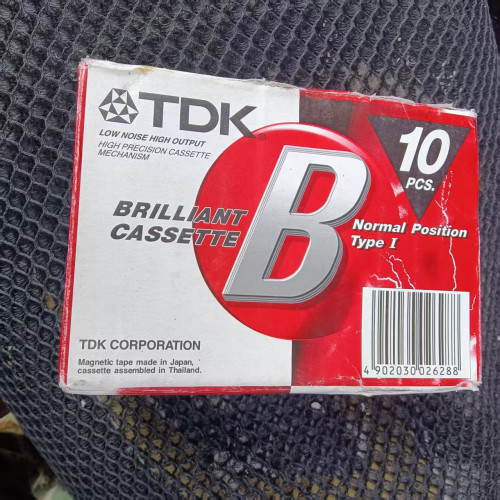 TDK
LOW NOISE HIGH OUTPUT
HIGH PRECISION CASSETTE
MECHANISM
10
PCS.
BRILLIANT
CASSETTE
B
Normal Position
Type I
TDK CORPORATION
Magnetic tape made in Japan,
cassette assembled in Thailand.
4 902030 026288